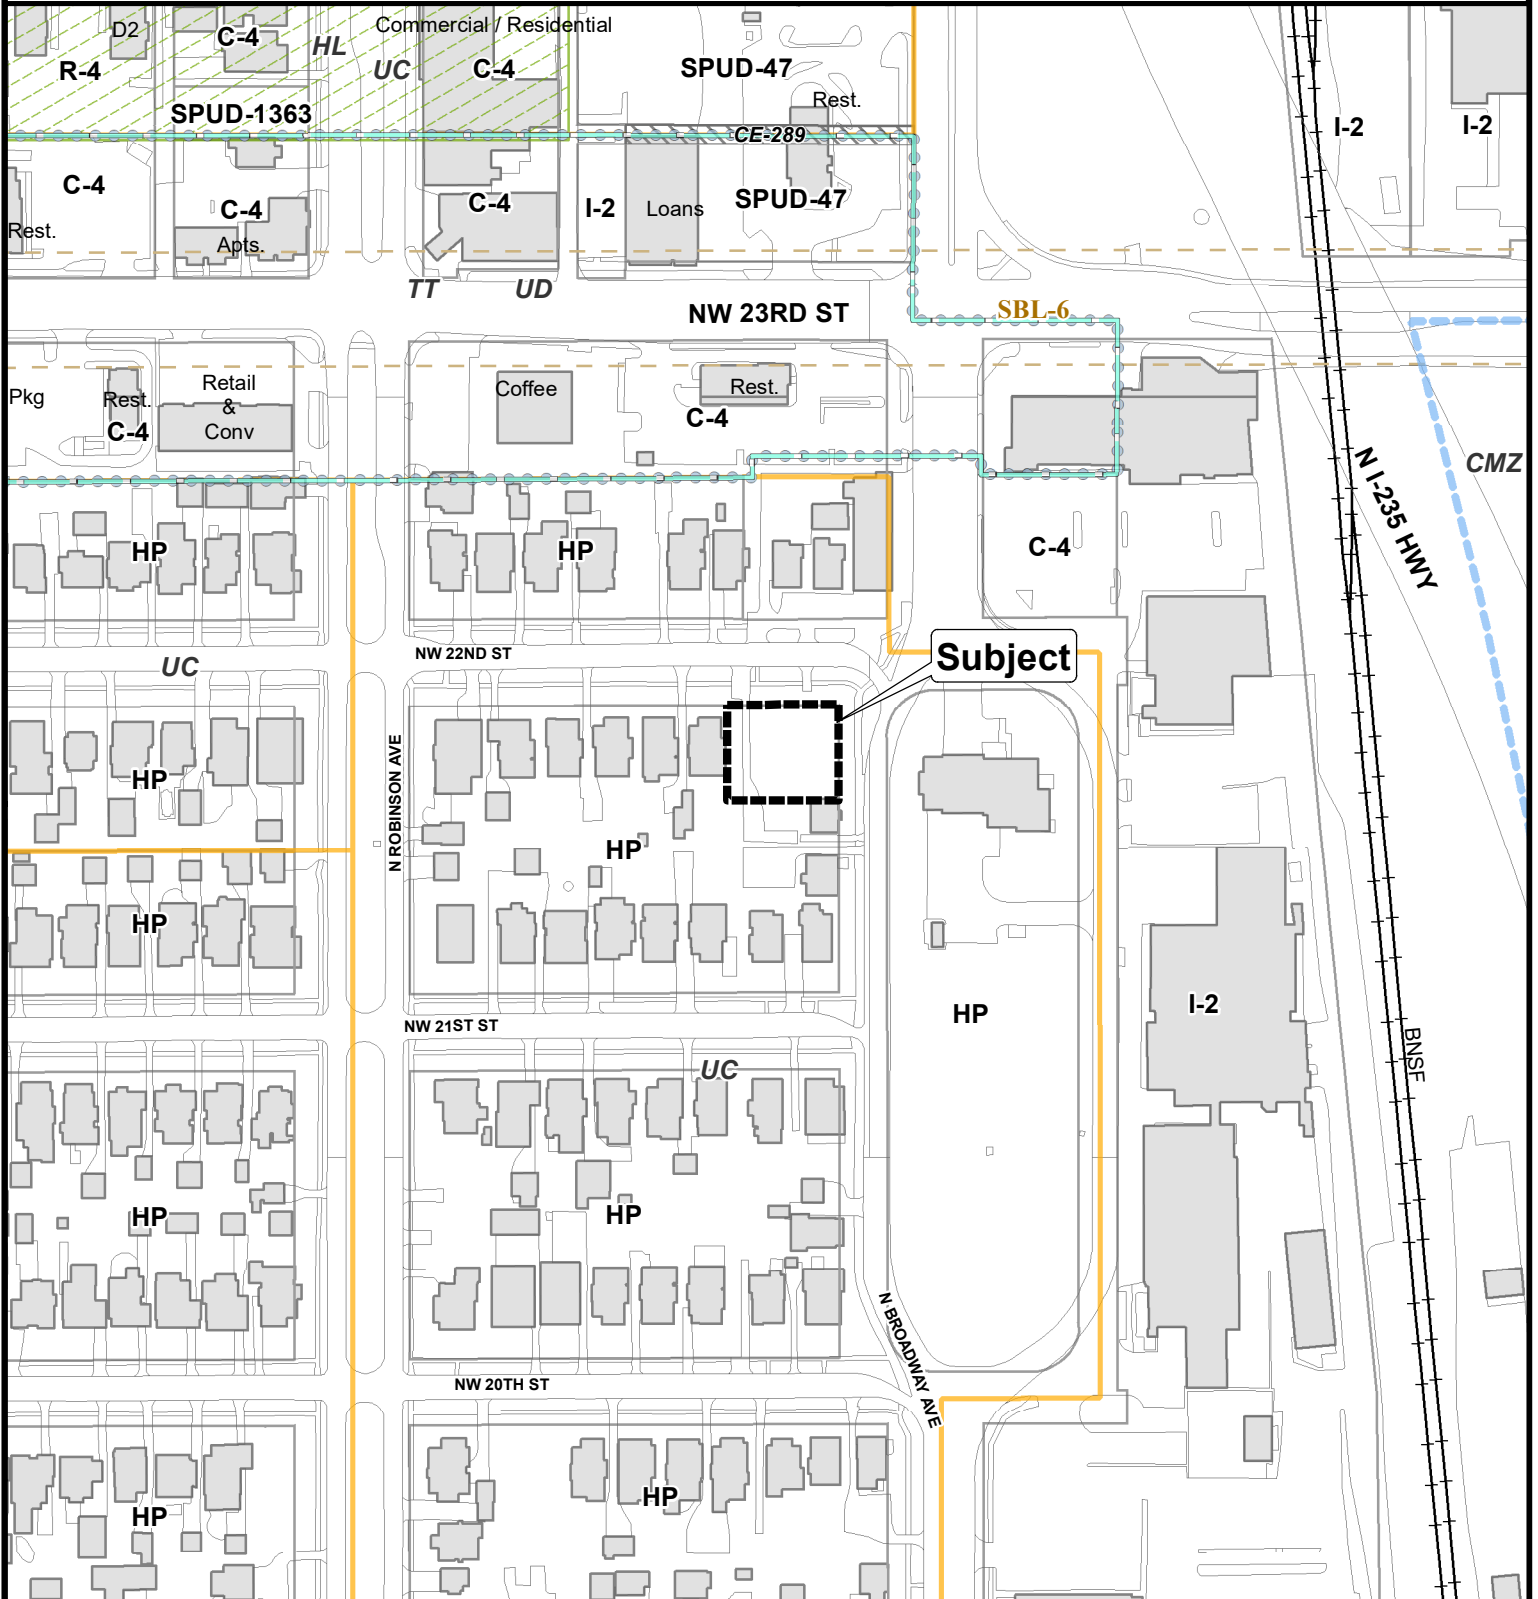 D2
C-4
HL
Commercial / Residential
R-4
UC
C-4
SPUD-47
SPUD-1363
Rest.
CE-289
I-2
I-2
C-4
C-4
C-4
I-2
Loans
SPUD-47
Rest.
Apts.
TT
UD
NW 23RD ST
SBL-6
Pkg
Rest.
C-4
Retail
&
Conv
Coffee
Rest.
C-4
N I-235 HWY
CMZ
HP
HP
C-4
NW 22ND ST
UC
Subject
HP
N ROBINSON AVE
HP
HP
HP
I-2
NW 21ST ST
BNSF
UC
HP
HP
N BROADWAY AVE
NW 20TH ST
HP
HP